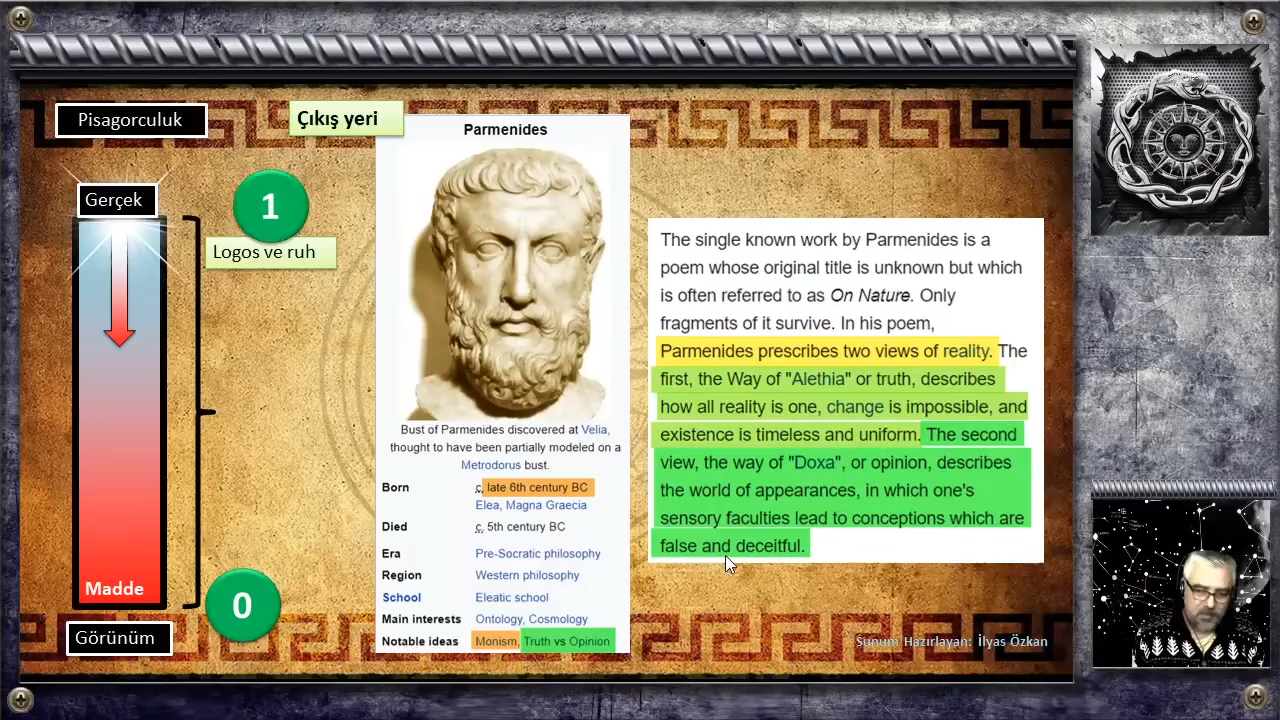 Pisagorculuk
Çıkış yeri
Gerçek
1
Logos ve ruh
Madde
0
Görünüm
Parmenides
Bust of Parmenides discovered at Velia,
thought to have been partially modeled on a
Metrodorus bust.
Born c. late 6th century BC
Elea, Magna Graecia
Died c. 5th century BC
Era Pre-Socratic philosophy
Region Western philosophy
School Eleatic school
Main interests Ontology, Cosmology
Notable ideas Monism, Truth vs Opinion
The single known work by Parmenides is a
poem whose original title is unknown but which
is often referred to as On Nature. Only
fragments of it survive. In his poem,
Parmenides prescribes two views of reality. The
first, the Way of "Alethia" or truth, describes
how all reality is one, change is impossible, and
existence is timeless and uniform. The second
view, the way of "Doxa", or opinion, describes
the world of appearances, in which one's
sensory faculties lead to conceptions which are
false and deceitful.
Sunum Hazırlayan: İlyas Özkan